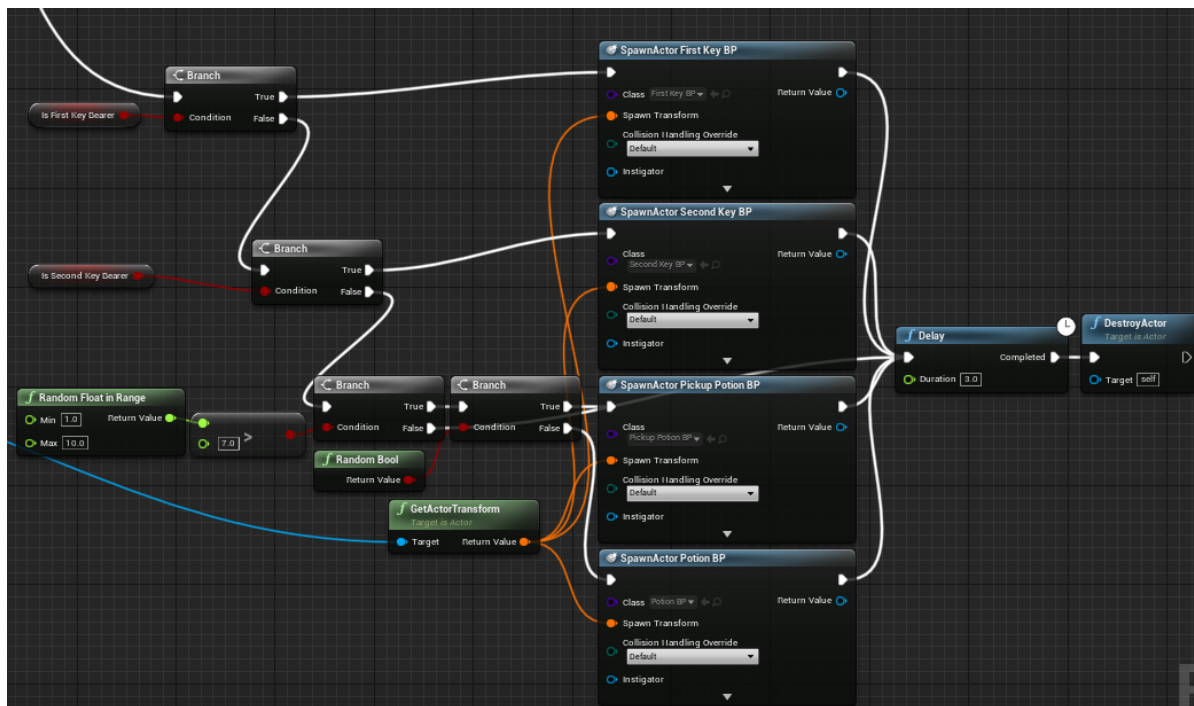 SpawnActor First Key BP
Class First Key BP
Return Value
Spawn Transform
Collision Handling Override
Default
Instigator
Branch
True
Is First Key Bearer
Condition
False
SpawnActor Second Key BP
Return Value
Class
Second Key BP
Spawn Transform
Collision Handling Override
Default
Instigator
Branch
True
Is Second Key Bearer
Condition
False
Delay
Completed
Duration 3.0
DestroyActor
Target is Actor
Target self
Random Float in Range
Min 1.0
Return Value
Max 10.0
7.0 >
Branch
True
Condition
False
Branch
True
Condition
False
Random Bool
Return Value
GetActorTransform
Target is Actor
Target
Return Value
SpawnActor Pickup Potion BP
Return Value
Class
Pickup Potion BP
Spawn Transform
Collision Handling Override
Default
Instigator
SpawnActor Potion BP
Class Potion BP
Return Value
Spawn Transform
Collision Handling Override
Default
Instigator